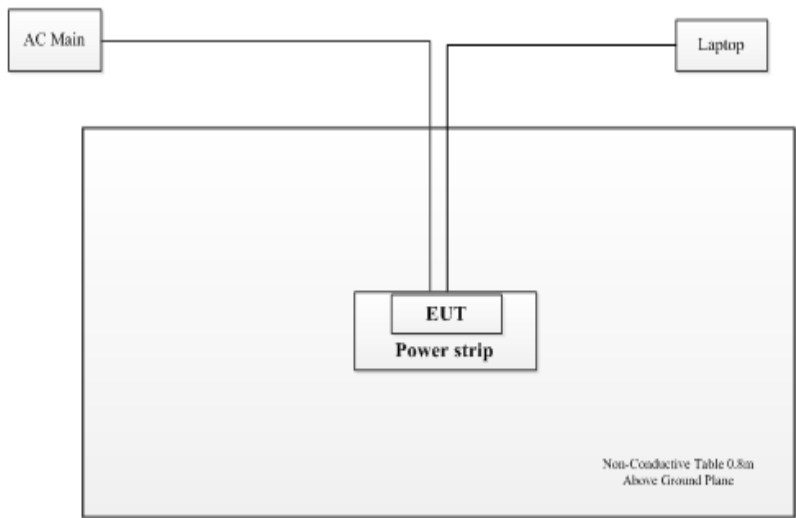 AC Main
Laptop
EUT
Power strip
Non-Conductive Table 0.8m
Above Ground Plane